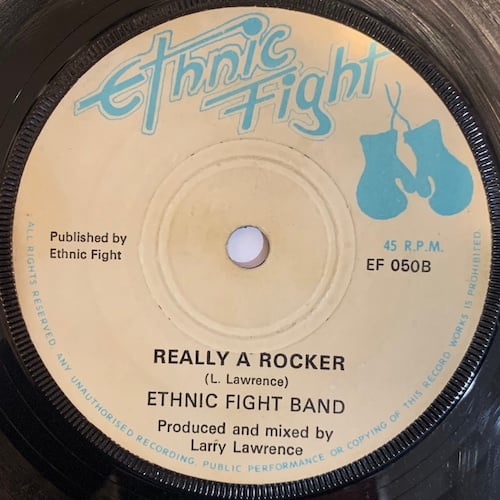 Ethnic
Fight
Published by
Ethnic Fight
45 R.P.M.
EF 050B
REALLY A ROCKER
(L. Lawrence)
ETHNIC FIGHT BAND
Produced and mixed by
Larry Lawrence
ALL RIGHTS RESERVED. ANY UNAUTHORISED RECORDING, PUBLIC PERFORMANCE OR COPYING OF THIS RECORD WORKS IS PROHIBITED.